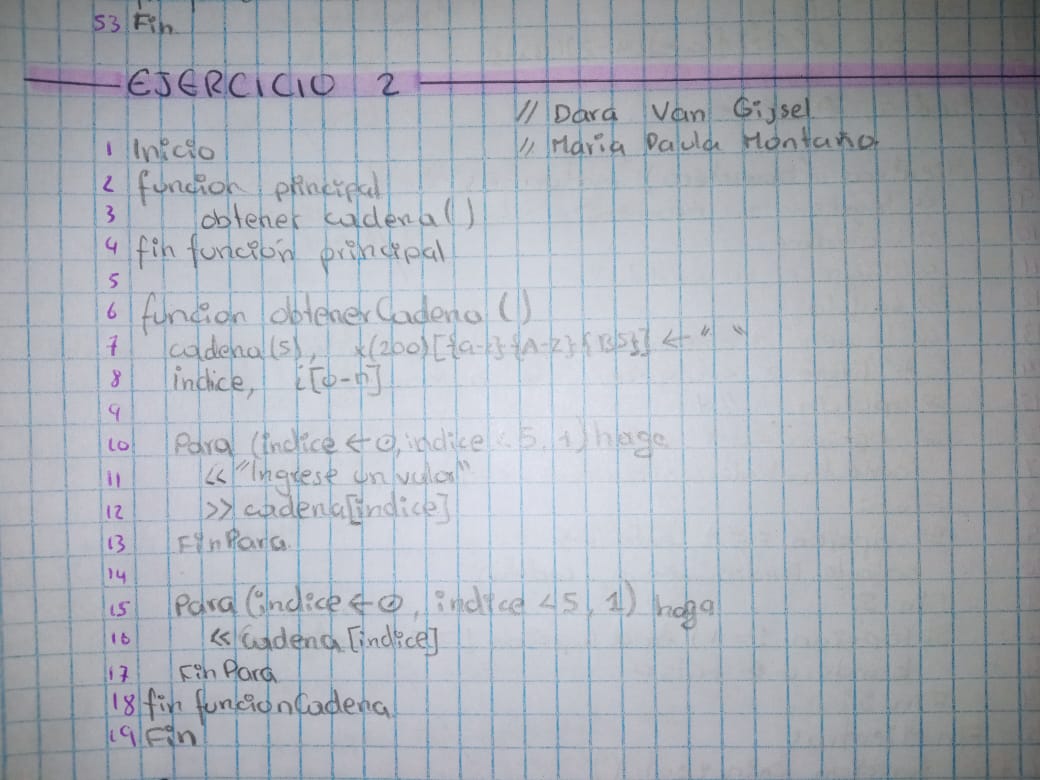 53 Fin
EJERCICIO 2
// Dara Van Gijsel
1 Inicio // Maria Paula Montaño
2 funcion principal
3 obtener cadena()
4 fin función principal
5
6 funcion obtenerCadena ()
7 cadena(5), x(200)[{a-z}{A-Z}{BS}] ← " "
8 indice, i[0-n]
9
10 Para (indice ← 0, indice < 5, 1) haga
11 << "Ingrese un valor"
12 >> cadena[indice]
13 FinPara
14
15 Para (indice ← 0, indice < 5, 1) haga
16 << cadena [indice]
17 Fin Para
18 fin funcionCadena
19 Fin